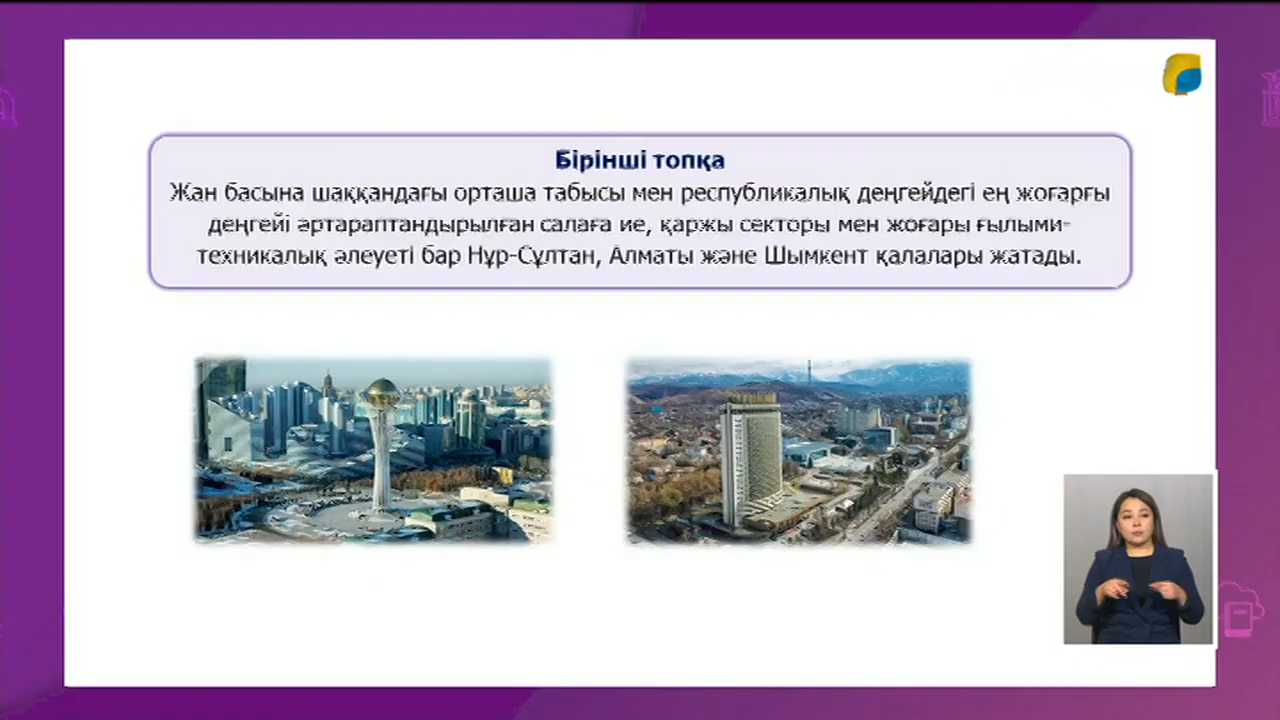 Бірінші топқа
Жан басына шаққандағы орташа табысы мен республикалық деңгейдегі ең жоғарғы
деңгейі әртараптандырылған салаға ие, қаржы секторы мен жоғары ғылыми-
техникалық әлеуеті бар Нұр-Сұлтан, Алматы және Шымкент қалалары жатады.